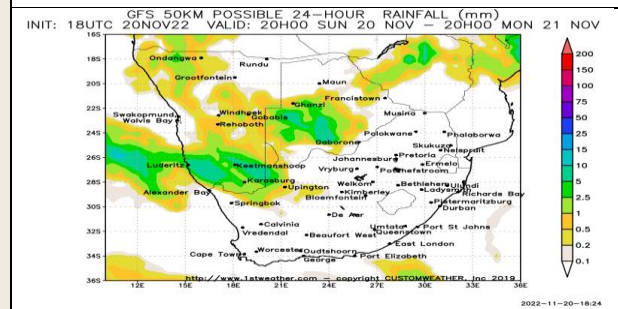 GFS 50KM POSSIBLE 24-HOUR RAINFALL (mm)
INIT: 18UTC 20NOV22 VALID: 20H00 SUN 20 NOV - 20H00 MON 21 NOV
16S
Ondangwa
Rundu
18S
200
Grootfontein
Maun
150
20S
Francistown
100
Ghanzi
22S
75
Swakopmund
Windhoek
Gobabis
Musina
Walvis Bay
Rehoboth
50
24S
Polokwane
Phalaborwa
25
Gaborone
Skukuza
Nelspruit
15
26S
Johannesburg
Pretoria
Luderitz
Keetmanshoop
Vryburg
Ermelo
10
Potchefstroom
28S
Karasburg
Upington
Welkom
Bethlehem
Ulundi
5
Alexander Bay
Kimberley
Ladysmith
Richards Bay
Bloemfontein
Pietermaritzburg
2.5
30S
Springbok
Durban
De Aar
1
Calvinia
Umtata
Port St Johns
0.5
32S
Vredendal
Beaufort West
Queenstown
East London
0.2
34S
Cape Town
Worcester
Oudtshoorn
George
Port Elizabeth
0.1
36S
http://www.1stweather.com - copyright CUSTOMWEATHER, Inc 2019
12E 15E 18E 21E 24E 27E 30E 33E 36E
2022-11-20-18:24